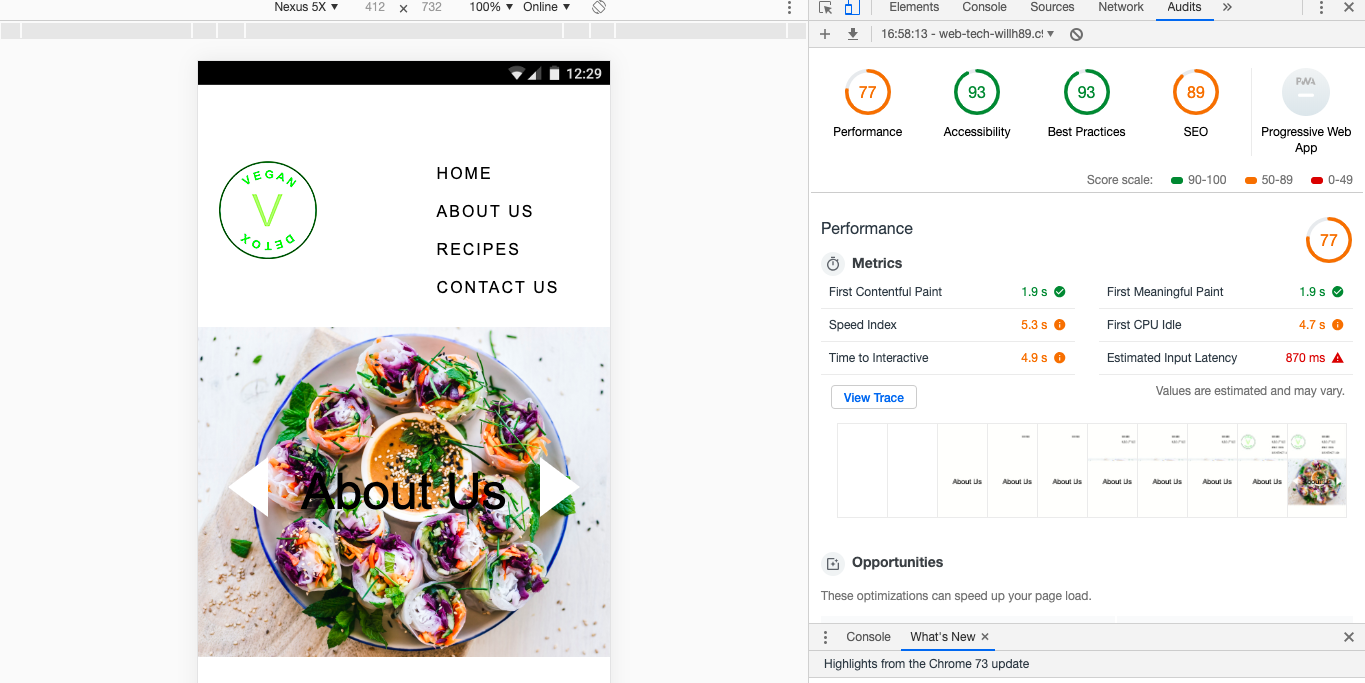 Nexus 5X ▼ 412 × 732 100% ▼ Online ▼
Elements Console Sources Network Audits »
16:58:13 - web-tech-willh89.c
12:29
VEGAN
V
DETOX
HOME
ABOUT US
RECIPES
CONTACT US
About Us
77 93 93 89 PWA
Performance Accessibility Best Practices SEO Progressive Web App
Score scale: 90-100 50-89 0-49
Performance 77
Metrics
First Contentful Paint 1.9 s First Meaningful Paint 1.9 s
Speed Index 5.3 s First CPU Idle 4.7 s
Time to Interactive 4.9 s Estimated Input Latency 870 ms
View Trace Values are estimated and may vary.
About Us About Us About Us About Us About Us About Us About Us About Us
Opportunities
These optimizations can speed up your page load.
Console What's New ×
Highlights from the Chrome 73 update